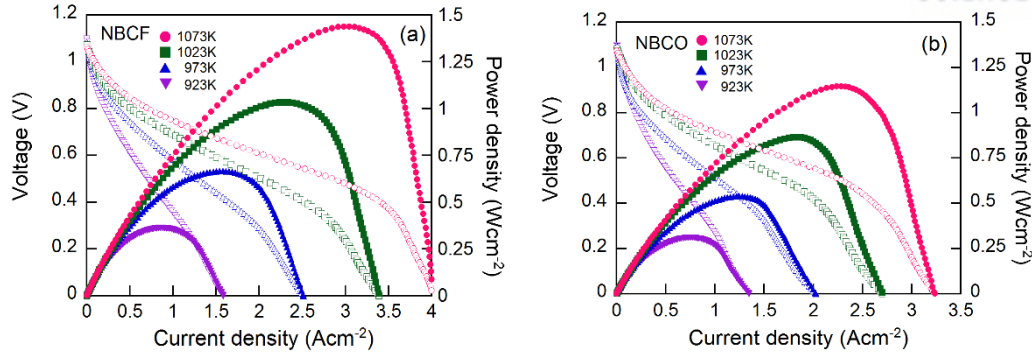 NBCF
(a)
1073K
1023K
973K
923K
Voltage (V)
1.2
1
0.8
0.6
0.4
0.2
0
Power density (Wcm-2)
1.5
1.25
1
0.75
0.5
0.25
0
0 0.5 1 1.5 2 2.5 3 3.5 4
Current density (Acm-2)
NBCO
(b)
1073K
1023K
973K
923K
Voltage (V)
1.2
1
0.8
0.6
0.4
0.2
0
Power density (Wcm-2)
1.5
1.25
1
0.75
0.5
0.25
0
0 0.5 1 1.5 2 2.5 3 3.5
Current density (Acm-2)